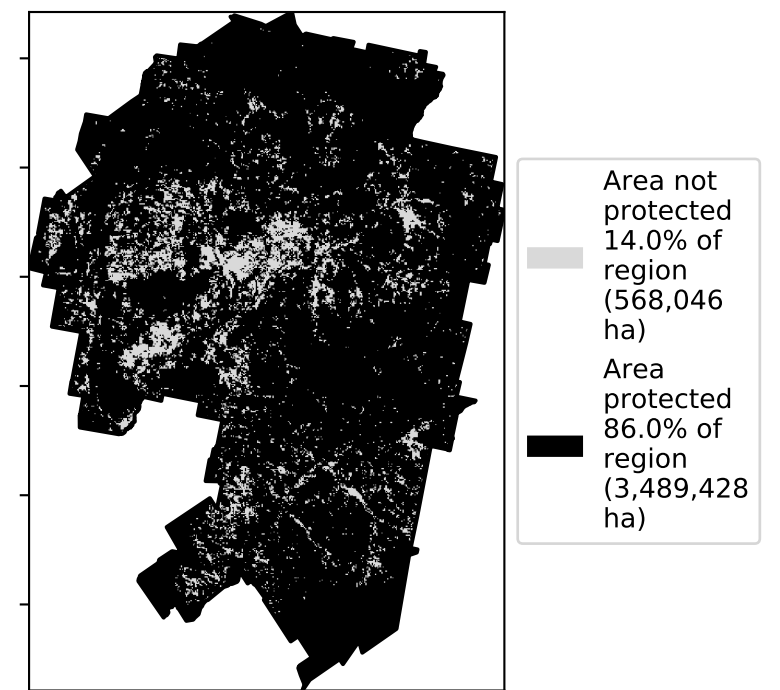 Area not
protected
14.0% of
region
(568,046
ha)
Area
protected
86.0% of
region
(3,489,428
ha)